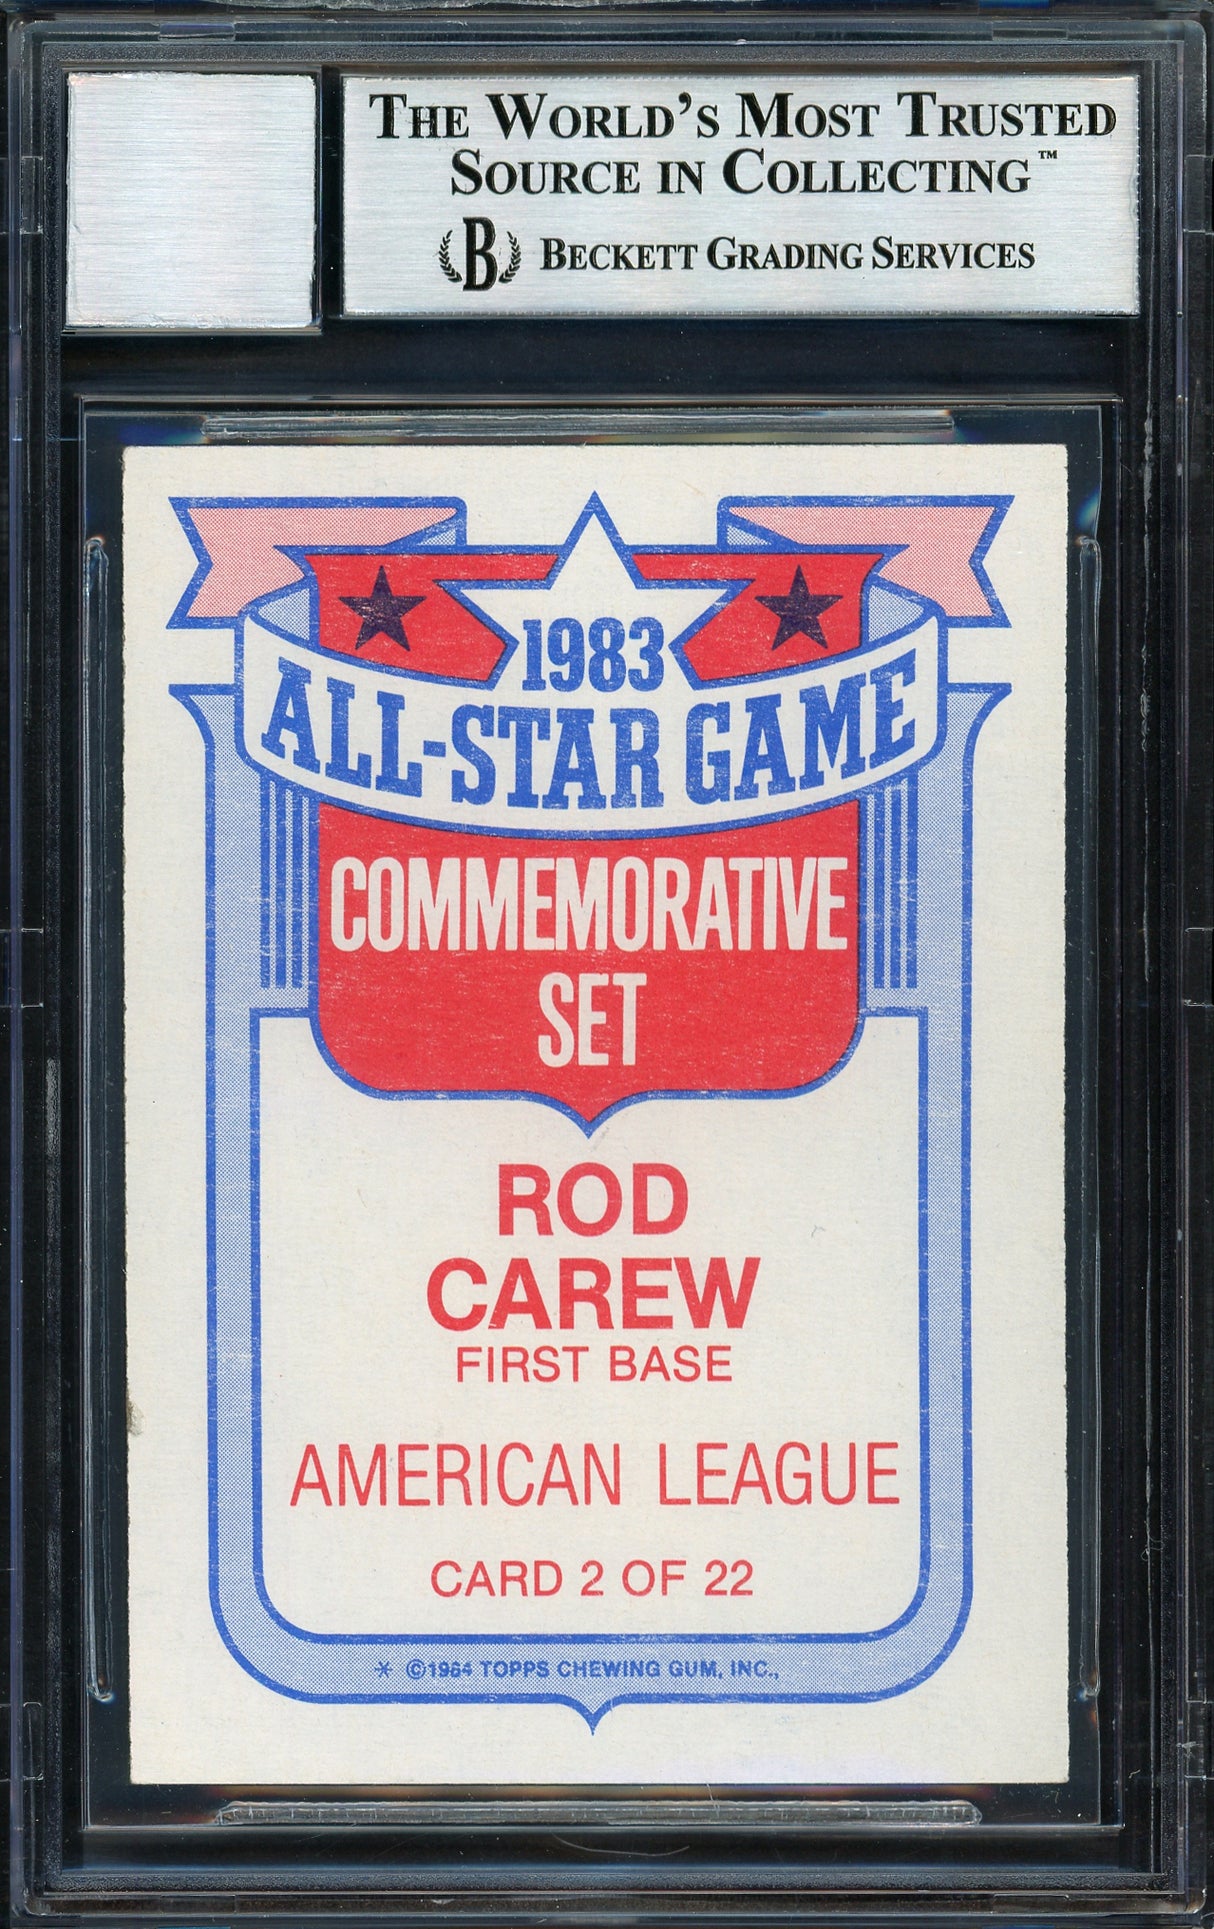 THE WORLD'S MOST TRUSTED
SOURCE IN COLLECTING™
B BECKETT GRADING SERVICES
1983
ALL-STAR GAME
COMMEMORATIVE
SET
ROD
CAREW
FIRST BASE
AMERICAN LEAGUE
CARD 2 OF 22
* ©1984 TOPPS CHEWING GUM, INC.,